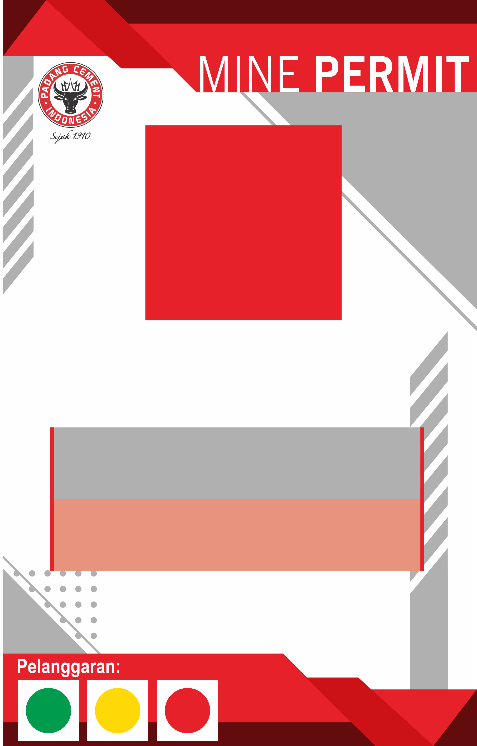 MINE PERMIT
PADANG CEMENT
INDONESIA
Sejak 1910
Pelanggaran: